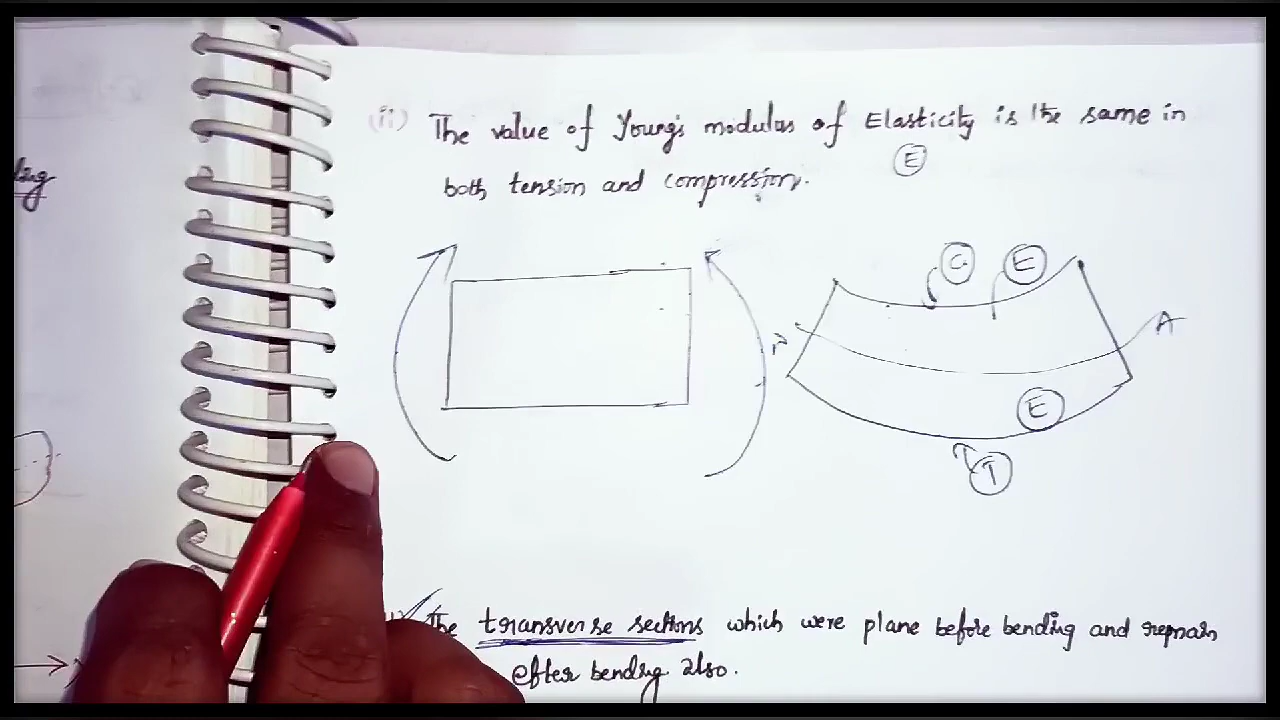 (ii) The value of Young's modulus of Elasticity is the same in
(E)
both tension and compression.
C E
N A
E
T
The transverse sections which were plane before bending and remain
after bending also.